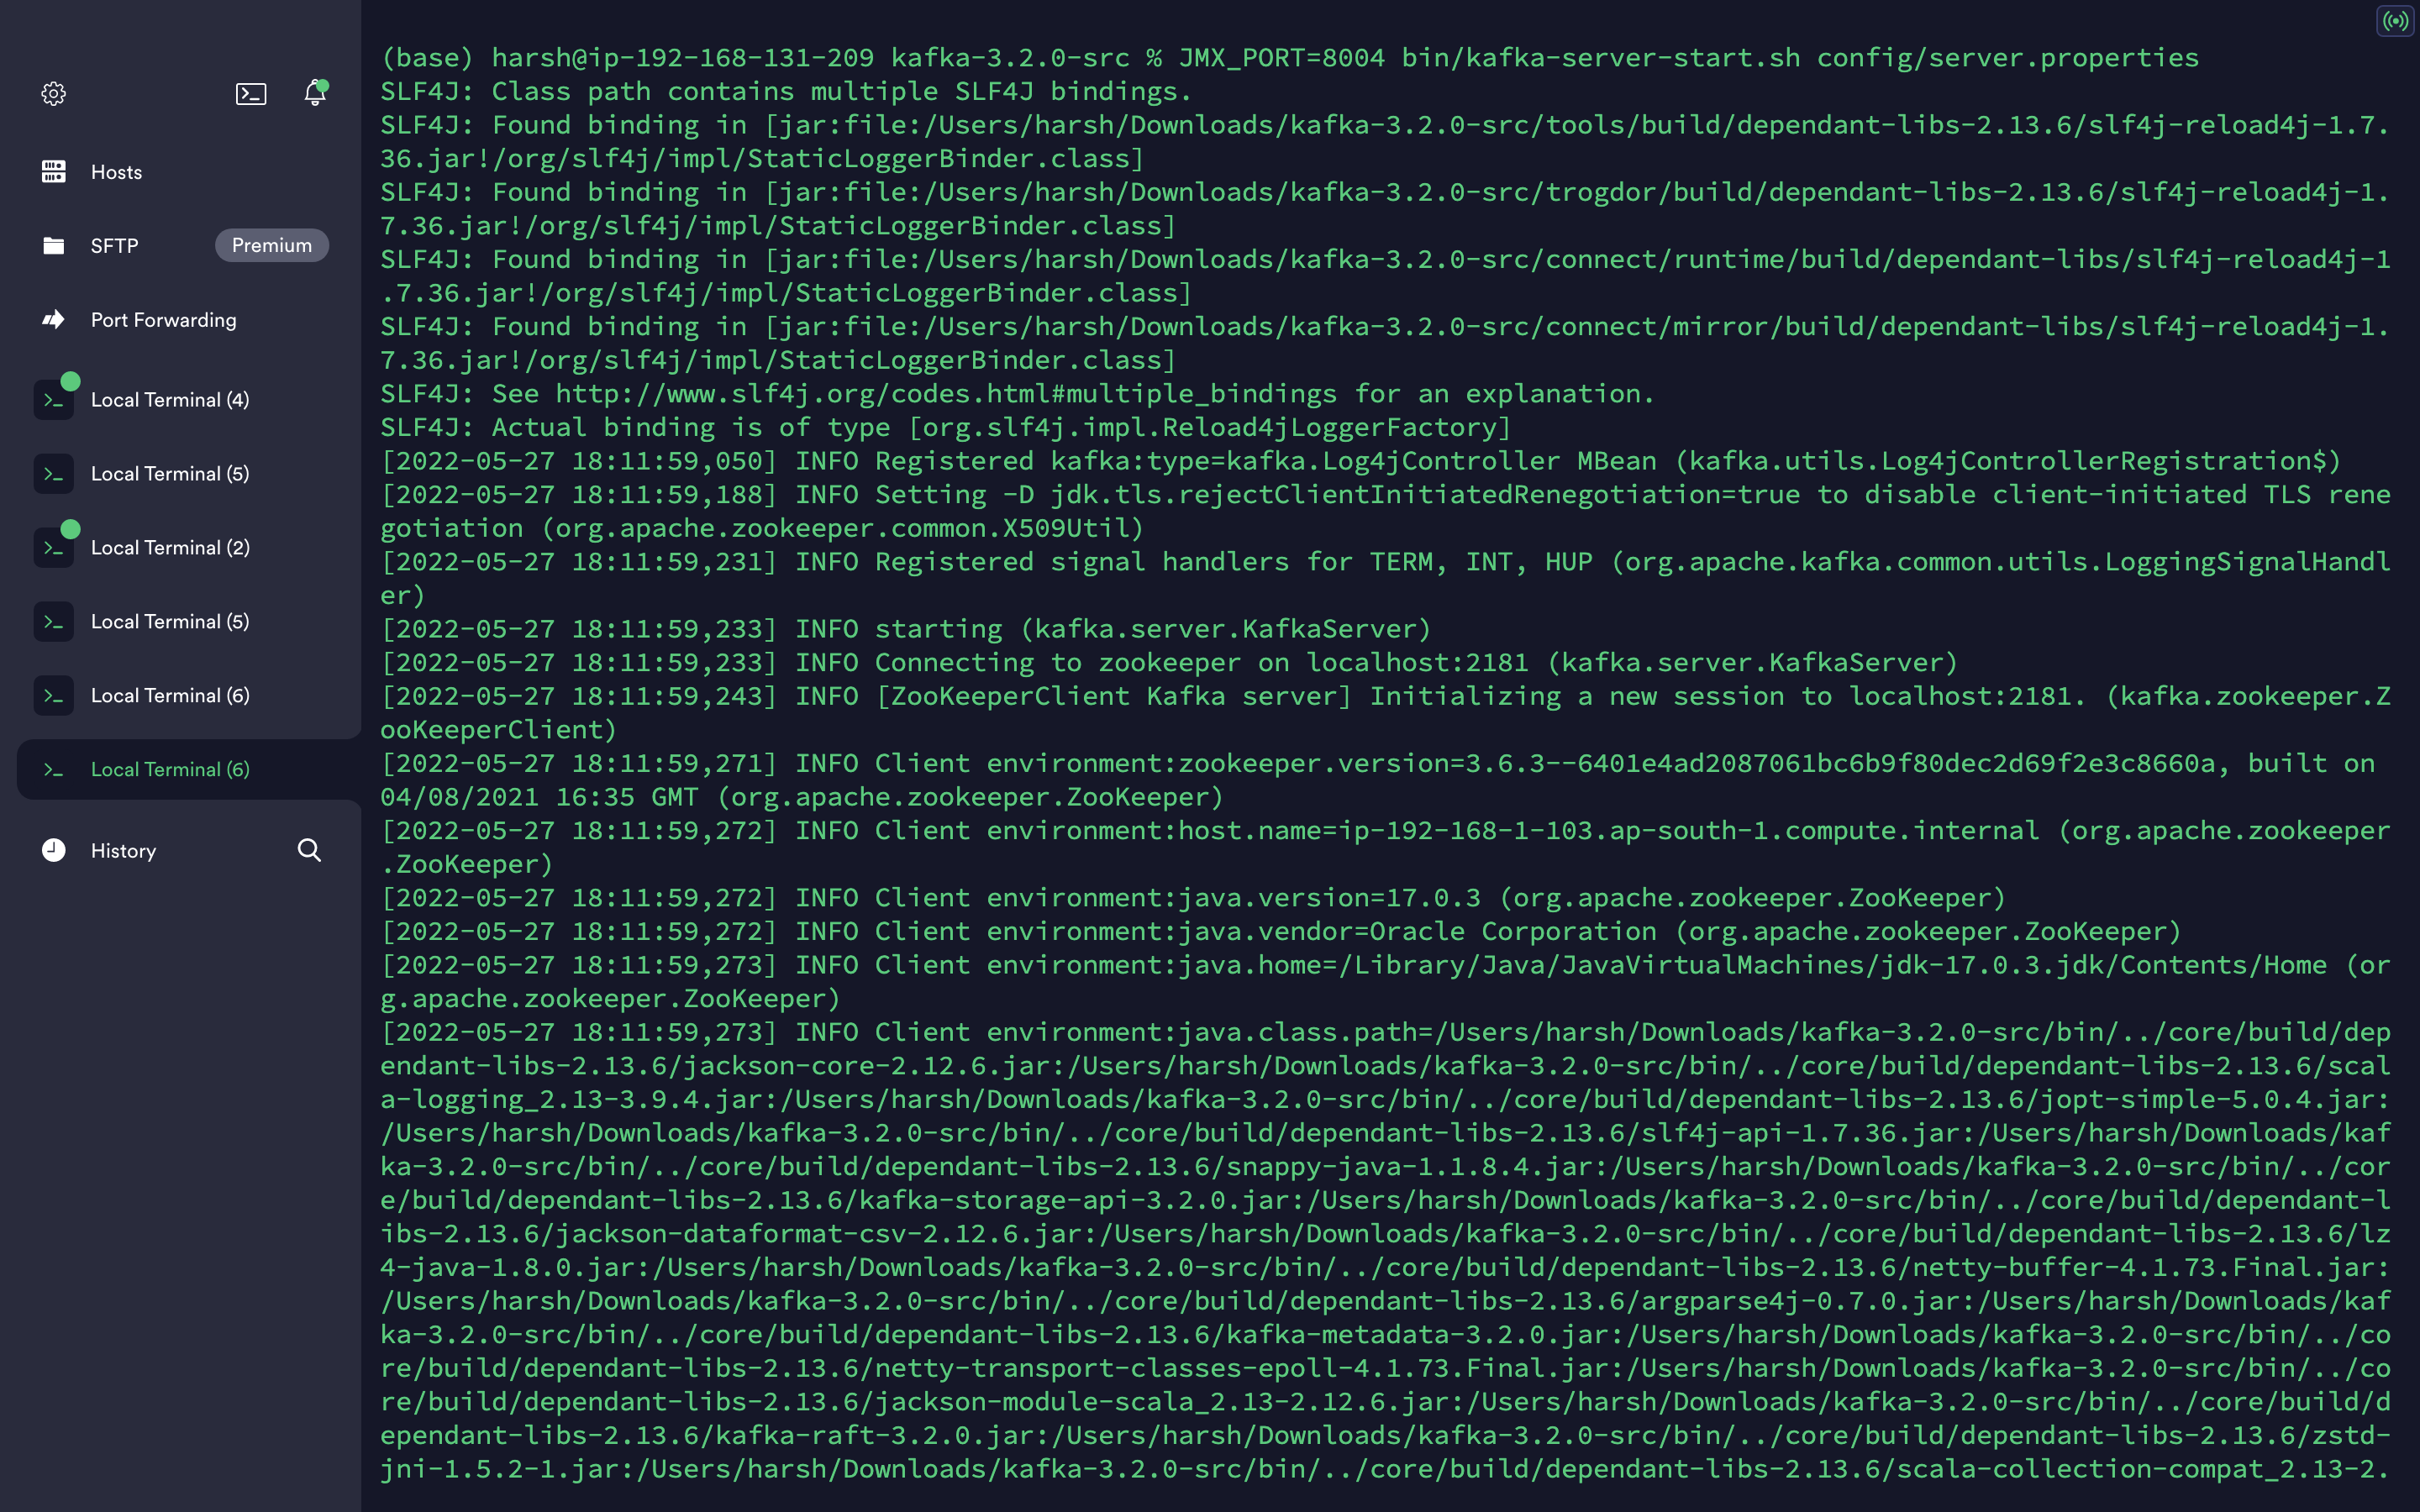 Hosts
SFTP Premium
Port Forwarding
Local Terminal (4)
Local Terminal (5)
Local Terminal (2)
Local Terminal (5)
Local Terminal (6)
Local Terminal (6)
History
(base) harsh@ip-192-168-131-209 kafka-3.2.0-src % JMX_PORT=8004 bin/kafka-server-start.sh config/server.properties
SLF4J: Class path contains multiple SLF4J bindings.
SLF4J: Found binding in [jar:file:/Users/harsh/Downloads/kafka-3.2.0-src/tools/build/dependant-libs-2.13.6/slf4j-reload4j-1.7.
36.jar!/org/slf4j/impl/StaticLoggerBinder.class]
SLF4J: Found binding in [jar:file:/Users/harsh/Downloads/kafka-3.2.0-src/trogdor/build/dependant-libs-2.13.6/slf4j-reload4j-1.
7.36.jar!/org/slf4j/impl/StaticLoggerBinder.class]
SLF4J: Found binding in [jar:file:/Users/harsh/Downloads/kafka-3.2.0-src/connect/runtime/build/dependant-libs/slf4j-reload4j-1
.7.36.jar!/org/slf4j/impl/StaticLoggerBinder.class]
SLF4J: Found binding in [jar:file:/Users/harsh/Downloads/kafka-3.2.0-src/connect/mirror/build/dependant-libs/slf4j-reload4j-1.
7.36.jar!/org/slf4j/impl/StaticLoggerBinder.class]
SLF4J: See http://www.slf4j.org/codes.html#multiple_bindings for an explanation.
SLF4J: Actual binding is of type [org.slf4j.impl.Reload4jLoggerFactory]
[2022-05-27 18:11:59,050] INFO Registered kafka:type=kafka.Log4jController MBean (kafka.utils.Log4jControllerRegistration$)
[2022-05-27 18:11:59,188] INFO Setting -D jdk.tls.rejectClientInitiatedRenegotiation=true to disable client-initiated TLS rene
gotiation (org.apache.zookeeper.common.X509Util)
[2022-05-27 18:11:59,231] INFO Registered signal handlers for TERM, INT, HUP (org.apache.kafka.common.utils.LoggingSignalHandl
er)
[2022-05-27 18:11:59,233] INFO starting (kafka.server.KafkaServer)
[2022-05-27 18:11:59,233] INFO Connecting to zookeeper on localhost:2181 (kafka.server.KafkaServer)
[2022-05-27 18:11:59,243] INFO [ZooKeeperClient Kafka server] Initializing a new session to localhost:2181. (kafka.zookeeper.Z
ooKeeperClient)
[2022-05-27 18:11:59,271] INFO Client environment:zookeeper.version=3.6.3--6401e4ad2087061bc6b9f80dec2d69f2e3c8660a, built on
04/08/2021 16:35 GMT (org.apache.zookeeper.ZooKeeper)
[2022-05-27 18:11:59,272] INFO Client environment:host.name=ip-192-168-1-103.ap-south-1.compute.internal (org.apache.zookeeper
.ZooKeeper)
[2022-05-27 18:11:59,272] INFO Client environment:java.version=17.0.3 (org.apache.zookeeper.ZooKeeper)
[2022-05-27 18:11:59,272] INFO Client environment:java.vendor=Oracle Corporation (org.apache.zookeeper.ZooKeeper)
[2022-05-27 18:11:59,273] INFO Client environment:java.home=/Library/Java/JavaVirtualMachines/jdk-17.0.3.jdk/Contents/Home (or
g.apache.zookeeper.ZooKeeper)
[2022-05-27 18:11:59,273] INFO Client environment:java.class.path=/Users/harsh/Downloads/kafka-3.2.0-src/bin/../core/build/dep
endant-libs-2.13.6/jackson-core-2.12.6.jar:/Users/harsh/Downloads/kafka-3.2.0-src/bin/../core/build/dependant-libs-2.13.6/scal
a-logging_2.13-3.9.4.jar:/Users/harsh/Downloads/kafka-3.2.0-src/bin/../core/build/dependant-libs-2.13.6/jopt-simple-5.0.4.jar:
/Users/harsh/Downloads/kafka-3.2.0-src/bin/../core/build/dependant-libs-2.13.6/slf4j-api-1.7.36.jar:/Users/harsh/Downloads/kaf
ka-3.2.0-src/bin/../core/build/dependant-libs-2.13.6/snappy-java-1.1.8.4.jar:/Users/harsh/Downloads/kafka-3.2.0-src/bin/../cor
e/build/dependant-libs-2.13.6/kafka-storage-api-3.2.0.jar:/Users/harsh/Downloads/kafka-3.2.0-src/bin/../core/build/dependant-l
ibs-2.13.6/jackson-dataformat-csv-2.12.6.jar:/Users/harsh/Downloads/kafka-3.2.0-src/bin/../core/build/dependant-libs-2.13.6/lz
4-java-1.8.0.jar:/Users/harsh/Downloads/kafka-3.2.0-src/bin/../core/build/dependant-libs-2.13.6/netty-buffer-4.1.73.Final.jar:
/Users/harsh/Downloads/kafka-3.2.0-src/bin/../core/build/dependant-libs-2.13.6/argparse4j-0.7.0.jar:/Users/harsh/Downloads/kaf
ka-3.2.0-src/bin/../core/build/dependant-libs-2.13.6/kafka-metadata-3.2.0.jar:/Users/harsh/Downloads/kafka-3.2.0-src/bin/../co
re/build/dependant-libs-2.13.6/netty-transport-classes-epoll-4.1.73.Final.jar:/Users/harsh/Downloads/kafka-3.2.0-src/bin/../co
re/build/dependant-libs-2.13.6/jackson-module-scala_2.13-2.12.6.jar:/Users/harsh/Downloads/kafka-3.2.0-src/bin/../core/build/d
ependant-libs-2.13.6/kafka-raft-3.2.0.jar:/Users/harsh/Downloads/kafka-3.2.0-src/bin/../core/build/dependant-libs-2.13.6/zstd-
jni-1.5.2-1.jar:/Users/harsh/Downloads/kafka-3.2.0-src/bin/../core/build/dependant-libs-2.13.6/scala-collection-compat_2.13-2.